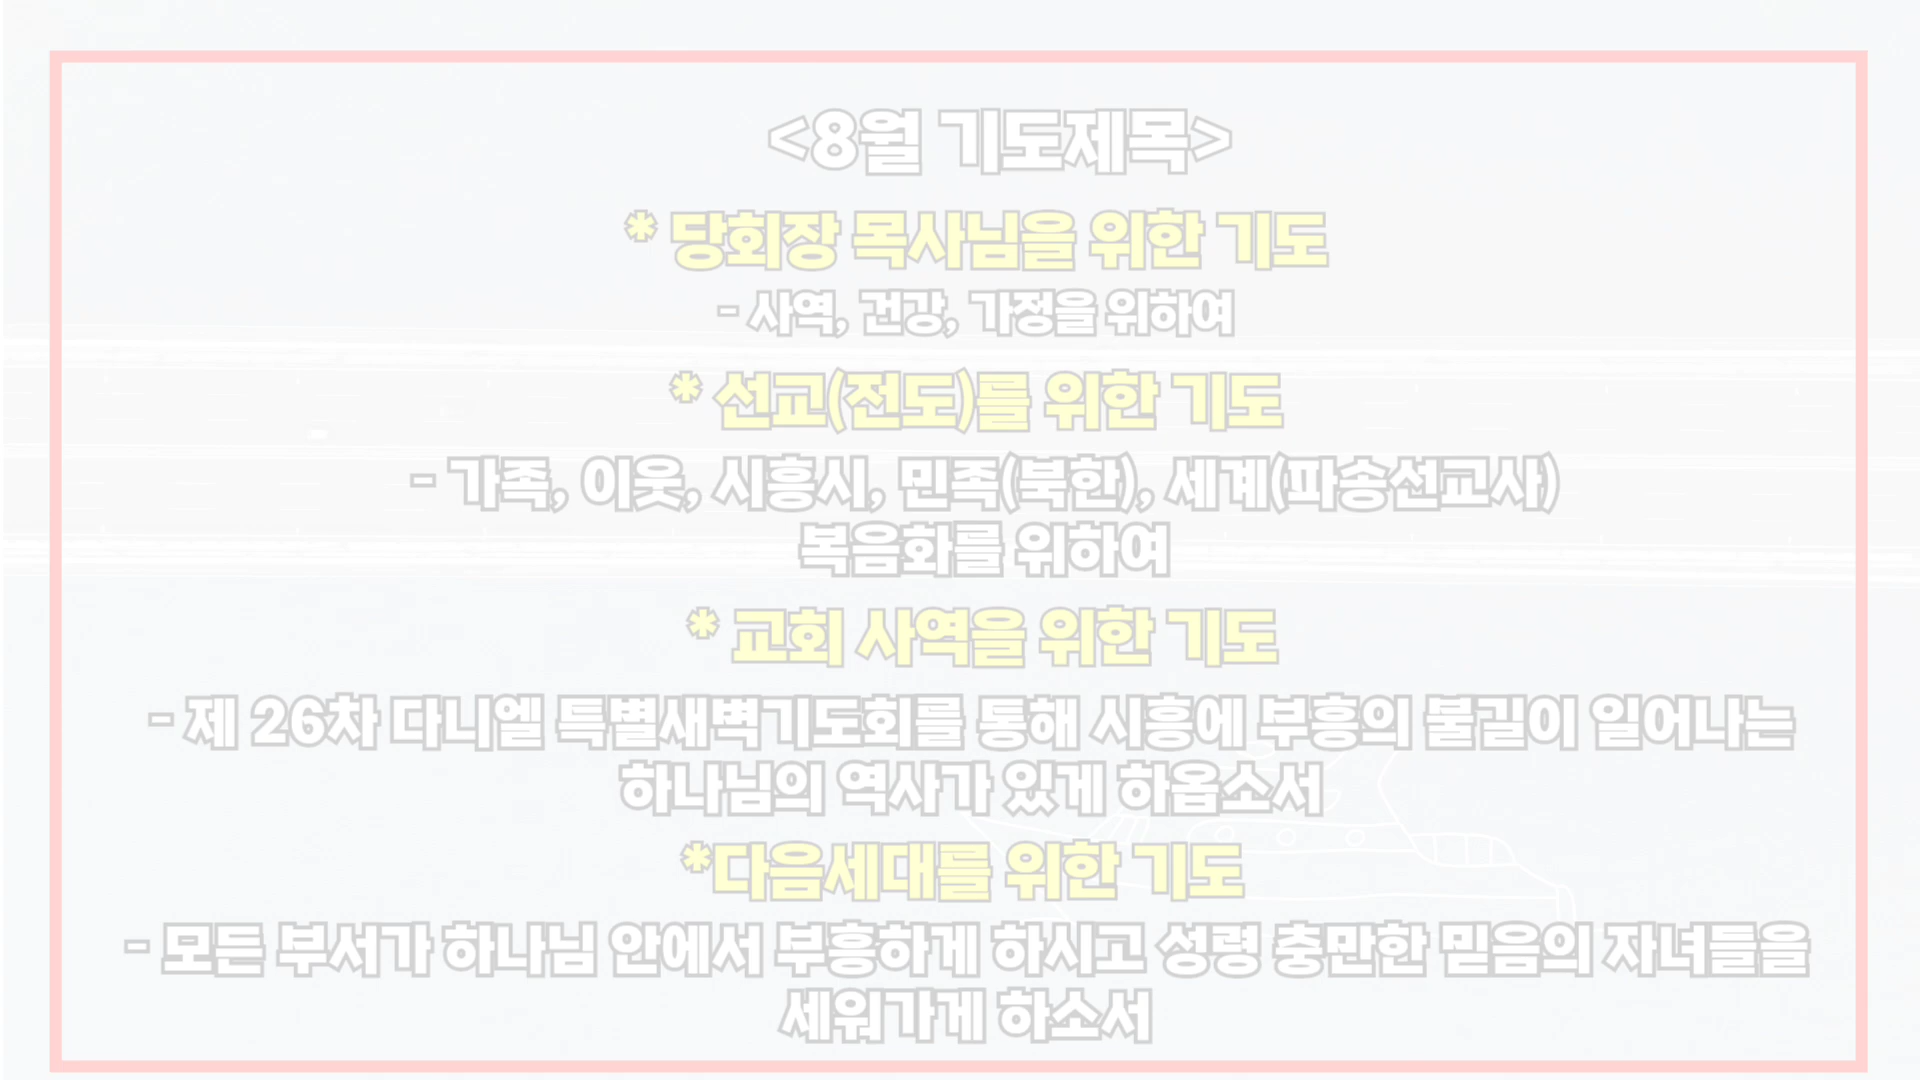 <8월 기도제목>
* 당회장 목사님을 위한 기도
- 사역, 건강, 가정을 위하여
* 선교(전도)를 위한 기도
- 가족, 이웃, 시흥시, 민족(북한), 세계(파송선교사)
복음화를 위하여
* 교회 사역을 위한 기도
- 제 26차 다니엘 특별새벽기도회를 통해 시흥에 부흥의 불길이 일어나는
하나님의 역사가 있게 하옵소서
*다음세대를 위한 기도
- 모든 부서가 하나님 안에서 부흥하게 하시고 성령 충만한 믿음의 자녀들을
세워가게 하소서